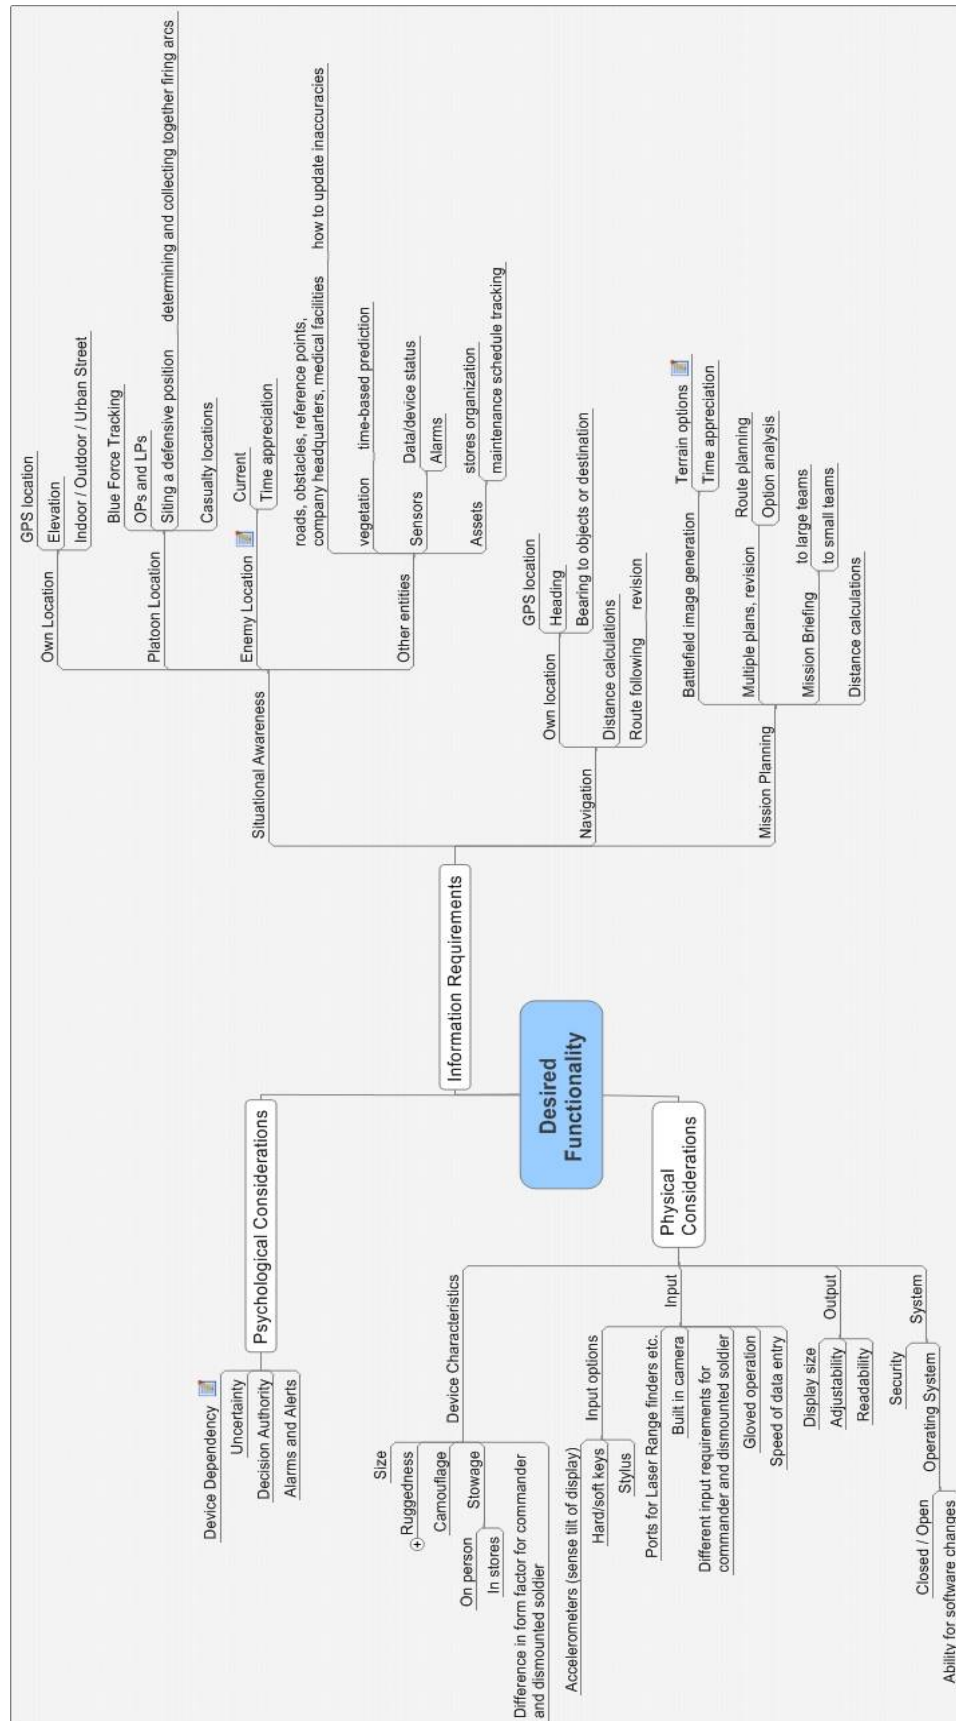 Desired
Functionality
Psychological Considerations
Device Dependency
Uncertainty
Decision Authority
Alarms and Alerts
Information Requirements
Situational Awareness
Own Location
GPS location
Elevation
Indoor / Outdoor / Urban Street
Platoon Location
Blue Force Tracking
OPs and LPs
Siting a defensive position
determining and collecting together firing arcs
Casualty locations
Enemy Location
Current
Time appreciation
Other entities
roads, obstacles, reference points,
company headquarters, medical facilities
how to update inaccuracies
vegetation
time-based prediction
Sensors
Data/device status
Alarms
Assets
stores organization
maintenance schedule tracking
Navigation
Own location
GPS location
Heading
Bearing to objects or destination
Distance calculations
Route following
revision
Mission Planning
Battlefield image generation
Terrain options
Time appreciation
Multiple plans, revision
Route planning
Option analysis
Mission Briefing
to large teams
to small teams
Distance calculations
Physical
Considerations
Device Characteristics
Size
Ruggedness
Camouflage
Stowage
On person
In stores
Difference in form factor for commander
and dismounted soldier
Input
Input options
Accelerometers (sense tilt of display)
Hard/soft keys
Stylus
Ports for Laser Range finders etc.
Built in camera
Different input requirements for
commander and dismounted soldier
Gloved operation
Speed of data entry
Output
Display size
Adjustability
Readability
System
Security
Operating System
Closed / Open
Ability for software changes